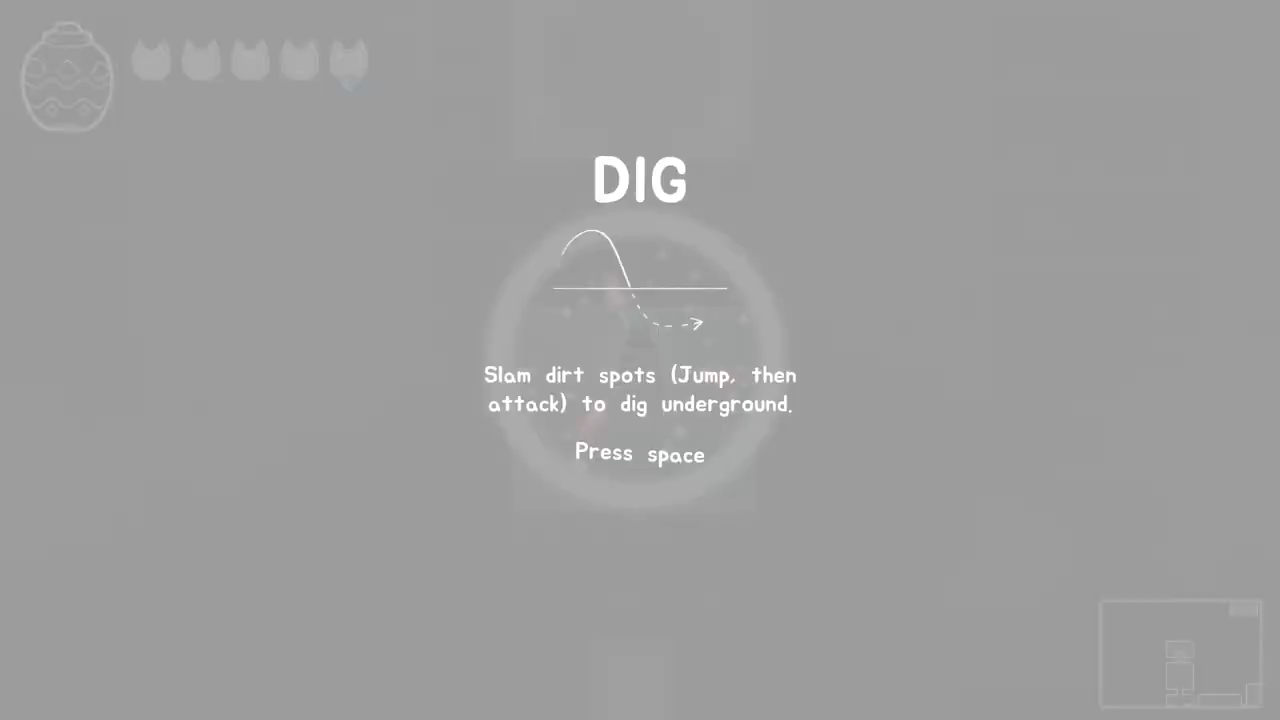 DIG
Slam dirt spots (Jump, then
attack) to dig underground.
Press space